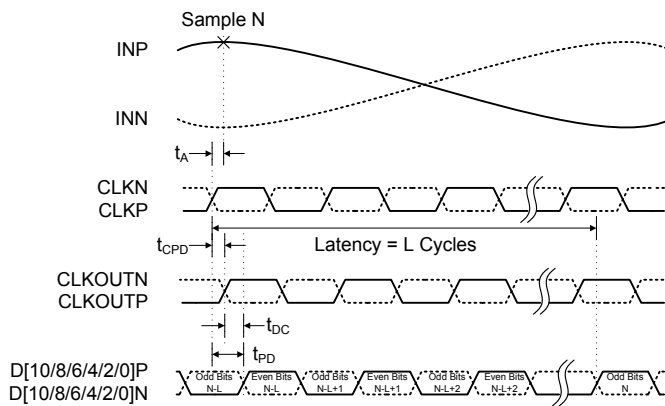 Sample N
INP
INN
tA
CLKN
CLKP
tCPD
Latency = L Cycles
CLKOUTN
CLKOUTP
tDC
tPD
D[10/8/6/4/2/0]P
D[10/8/6/4/2/0]N
Odd Bits
N-L
Even Bits
N-L
Odd Bits
N-L+1
Even Bits
N-L+1
Odd Bits
N-L+2
Even Bits
N-L+2
Odd Bits
N